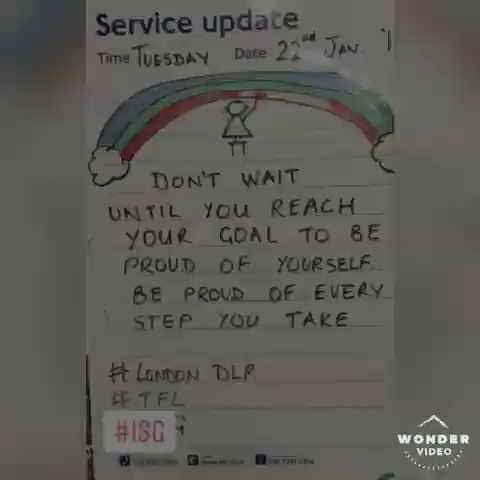 Service update
Time TUESDAY Date 22nd JAN. '1
DON'T WAIT
UNTIL YOU REACH
YOUR GOAL TO BE
PROUD OF YOURSELF.
BE PROUD OF EVERY
STEP YOU TAKE
# LONDON DLR
# TFL
#ISG
WONDER
VIDEO